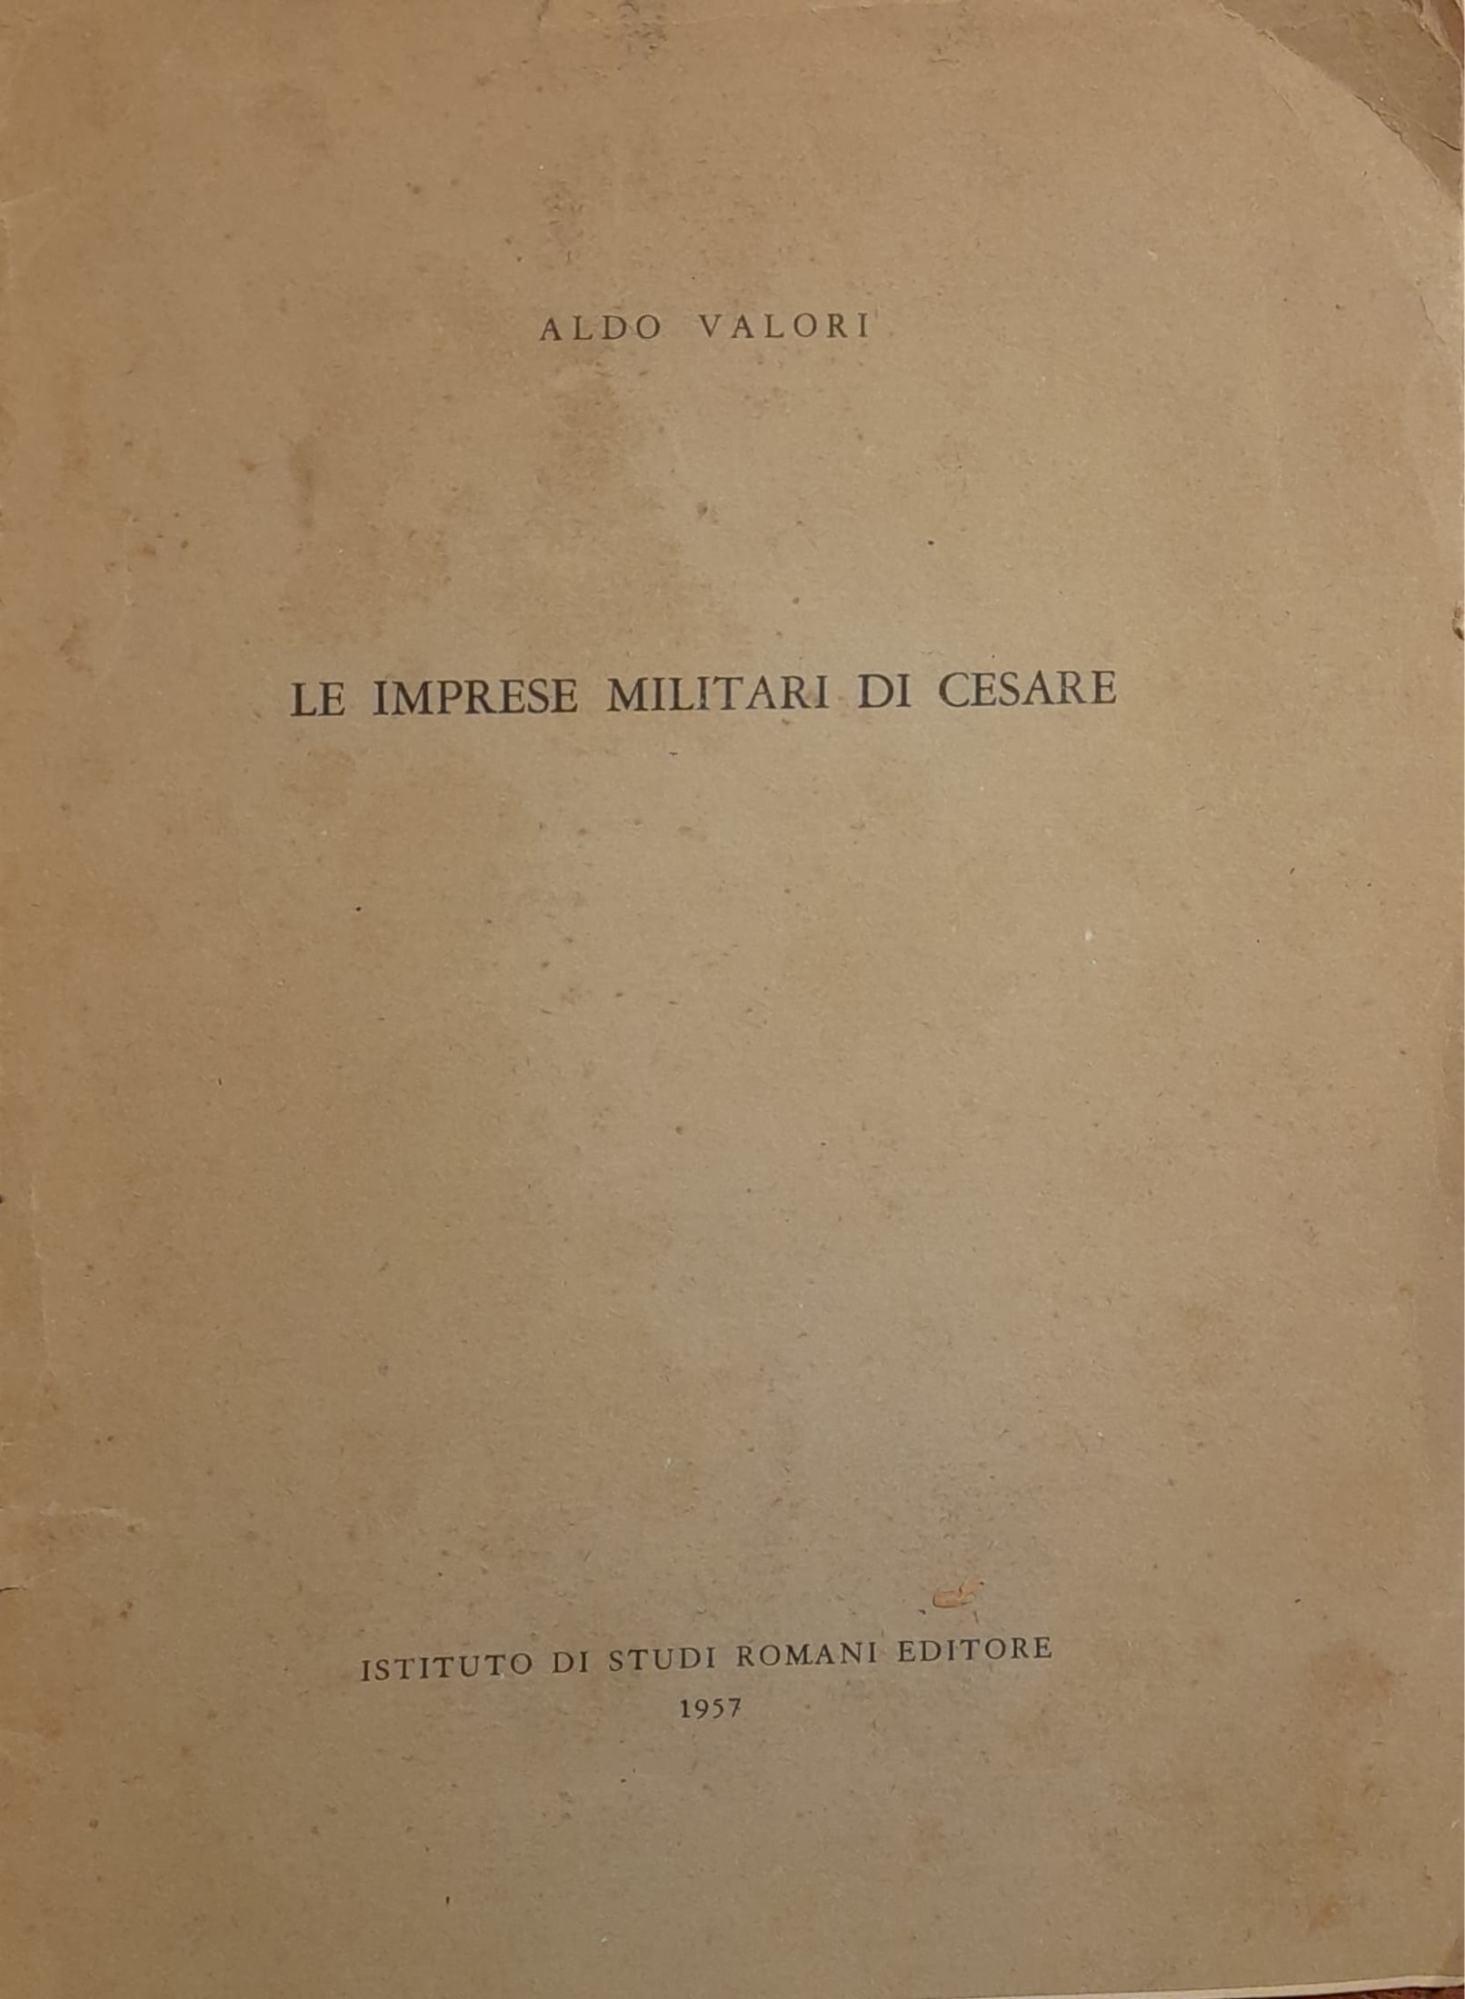 ALDO VALORI
LE IMPRESE MILITARI DI CESARE
ISTITUTO DI STUDI ROMANI EDITORE
1957